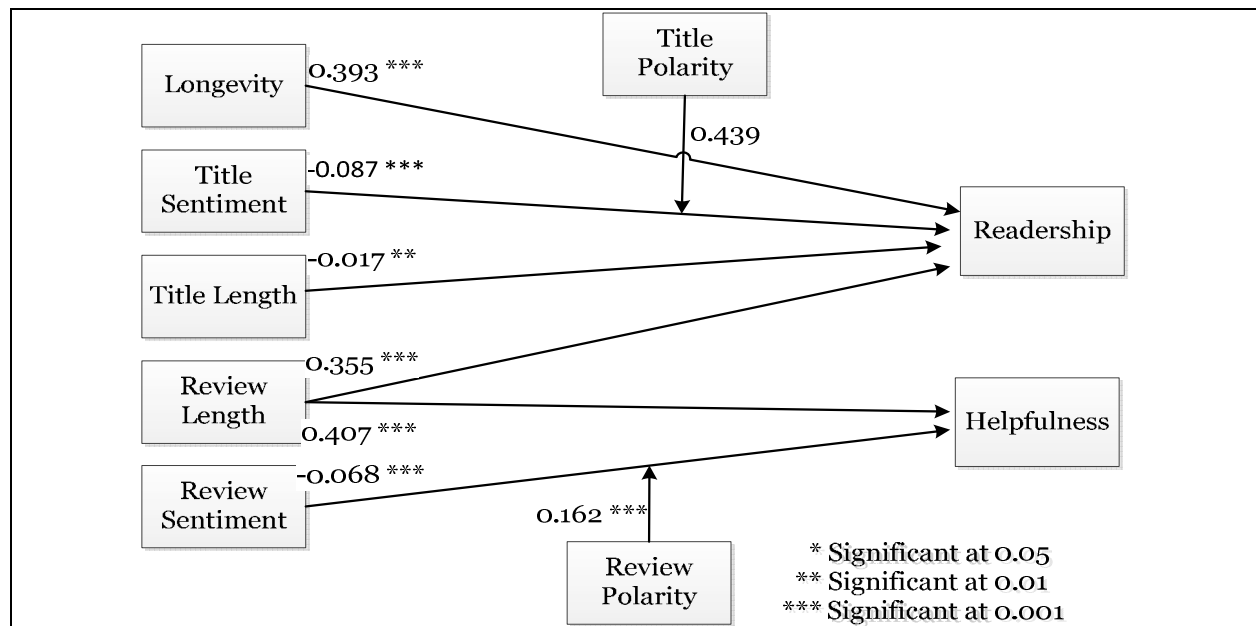 Title
Polarity
Longevity
0.393 ***
0.439
Title
Sentiment
-0.087 ***
Readership
Title Length
-0.017 **
Review
Length
0.355 ***
0.407 ***
Helpfulness
Review
Sentiment
-0.068 ***
0.162 ***
Review
Polarity
* Significant at 0.05
** Significant at 0.01
*** Significant at 0.001